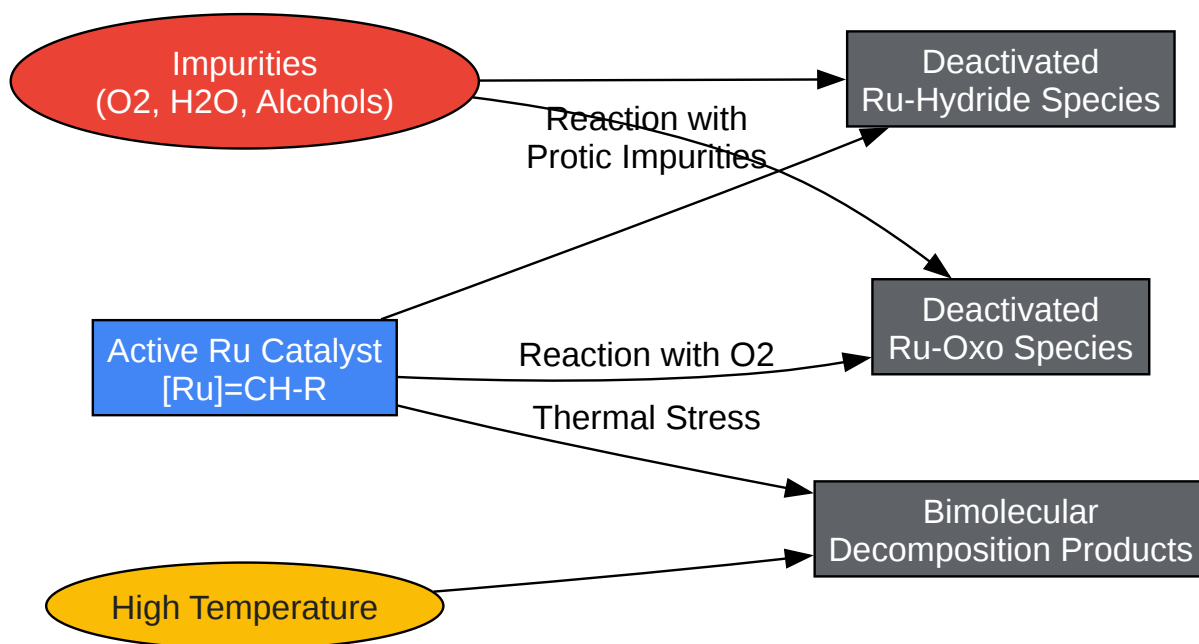 Impurities
(O2, H2O, Alcohols)
Deactivated
Ru-Hydride Species
Reaction with
Protic Impurities
Active Ru Catalyst
[Ru]=CH-R
Reaction with O2
Deactivated
Ru-Oxo Species
Thermal Stress
Bimolecular
Decomposition Products
High Temperature